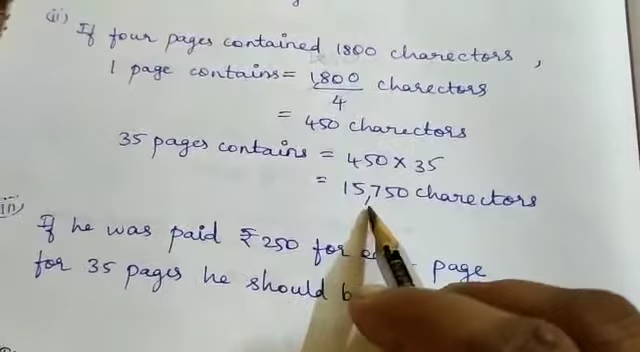 (ii) If four pages contained 1800 charectors,
1 page contains = 1800/4 charectors
= 450 charectors
35 pages contains = 450 × 35
= 15,750 charectors
(iii) If he was paid ₹250 for page
for 35 pages he should